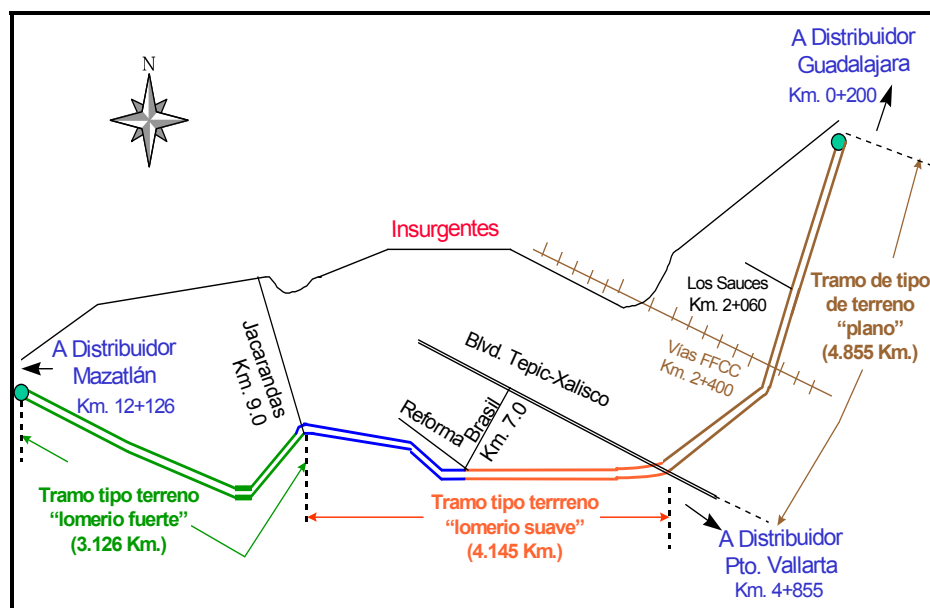 A Distribuidor
Guadalajara
Km. 0+200
N
Insurgentes
Los Sauces
Km. 2+060
Tramo de tipo
de terreno
“plano”
(4.855 Km.)
Vías FFCC
Km. 2+400
Blvd. Tepic-Xalisco
Jacarandas
Km. 9.0
A Distribuidor
Mazatlán
Km. 12+126
Reforma
Brasil
Km. 7.0
Tramo tipo terreno
“lomerio fuerte”
(3.126 Km.)
Tramo tipo terrreno
“lomerio suave”
(4.145 Km.)
A Distribuidor
Pto. Vallarta
Km. 4+855